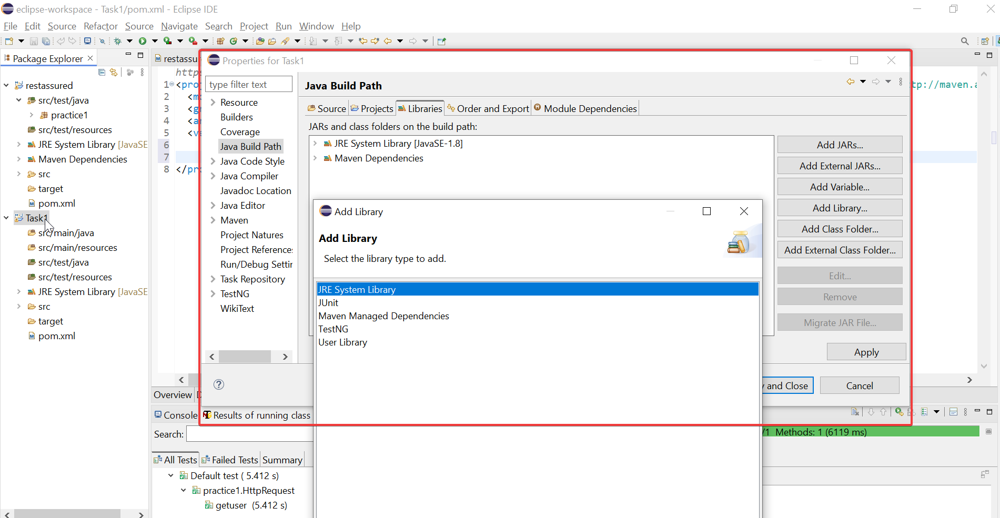 eclipse-workspace - Task1/pom.xml - Eclipse IDE
File Edit Source Refactor Source Navigate Search Project Run Window Help
Package Explorer
restassured
src/test/java
practice1
src/test/resources
JRE System Library [JavaSE
Maven Dependencies
src
target
pom.xml
Task1
src/main/java
src/main/resources
src/test/java
src/test/resources
JRE System Library [JavaSE
src
target
pom.xml
restassu
http
1 <pro
tp://maven.a
2 <m
3 <g
4 <a
5 <v
6
7
8 </pr
Overview
Properties for Task1
type filter text
Resource
Builders
Coverage
Java Build Path
Java Code Style
Java Compiler
Javadoc Location
Java Editor
Maven
Project Natures
Project References
Run/Debug Settin
Task Repository
TestNG
WikiText
Java Build Path
Source Projects Libraries Order and Export Module Dependencies
JARs and class folders on the build path:
JRE System Library [JavaSE-1.8]
Maven Dependencies
Add JARs...
Add External JARs...
Add Variable...
Add Library...
Add Class Folder...
Add External Class Folder...
Edit...
Remove
Migrate JAR File...
Apply
and Close
Cancel
?
Add Library
Add Library
Select the library type to add.
JRE System Library
JUnit
Maven Managed Dependencies
TestNG
User Library
Console Results of running class
Search:
/1 Methods: 1 (6119 ms)
All Tests Failed Tests Summary
Default test ( 5.412 s)
practice1.HttpRequest
getuser (5.412 s)